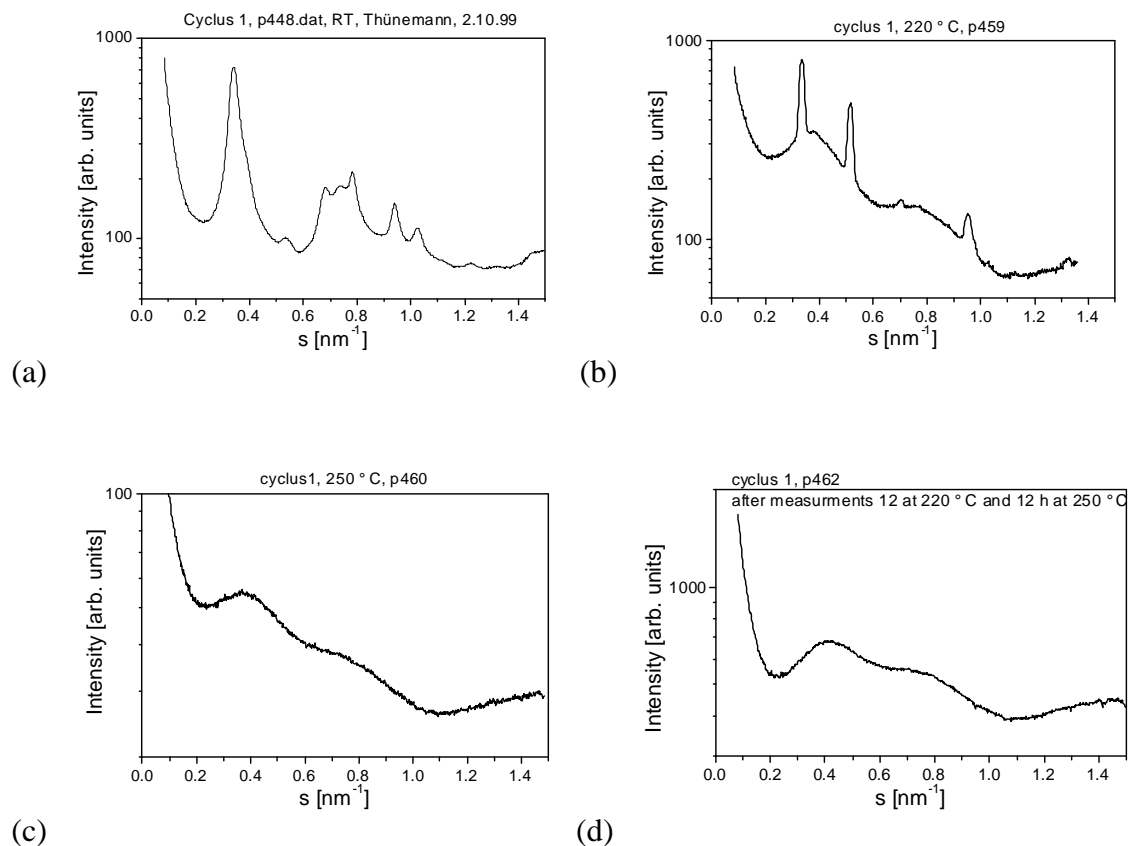 Cyclus 1, p448.dat, RT, Thünemann, 2.10.99
1000
100
Intensity [arb. units]
0.0 0.2 0.4 0.6 0.8 1.0 1.2 1.4
s [nm-1]
(a)
cyclus 1, 220 ° C, p459
1000
100
Intensity [arb. units]
0.0 0.2 0.4 0.6 0.8 1.0 1.2 1.4
s [nm-1]
(b)
cyclus1, 250 ° C, p460
100
Intensity [arb. units]
0.0 0.2 0.4 0.6 0.8 1.0 1.2 1.4
s [nm-1]
(c)
cyclus 1, p462
after measurments 12 at 220 ° C and 12 h at 250 ° C
1000
Intensity [arb. units]
0.0 0.2 0.4 0.6 0.8 1.0 1.2 1.4
s [nm-1]
(d)